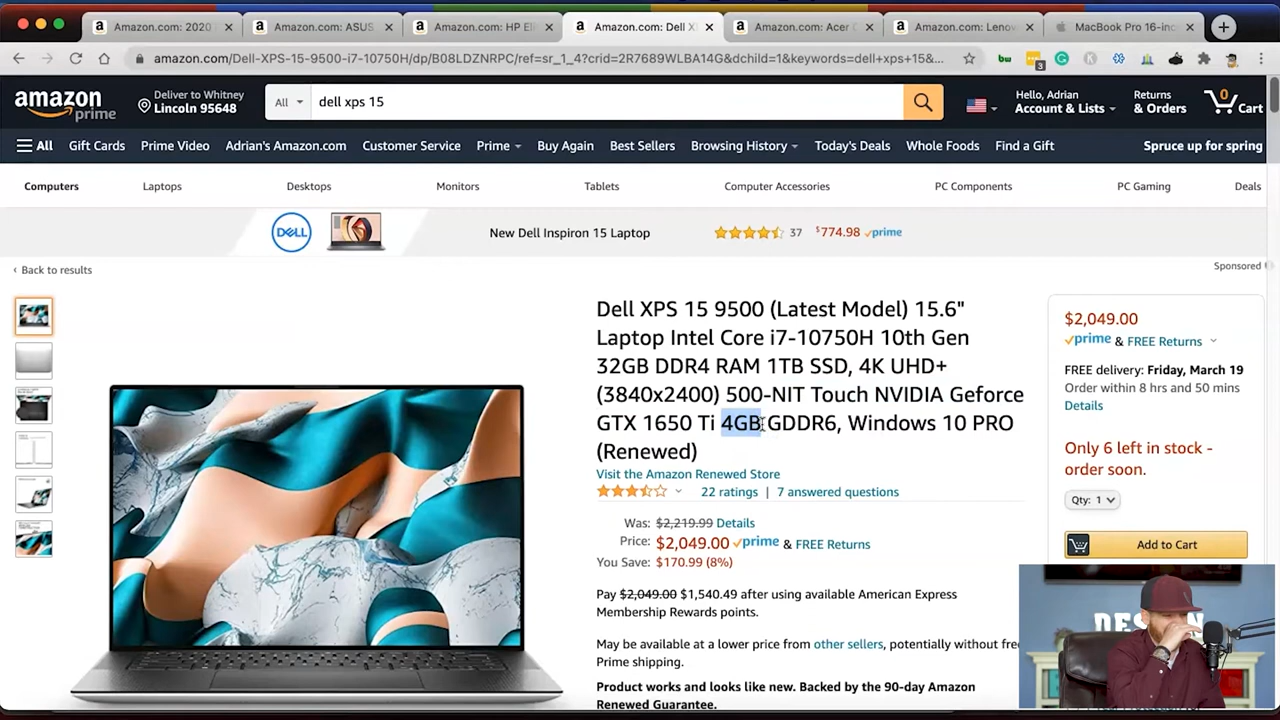 Amazon.com: 2020
Amazon.com: ASUS
Amazon.com: HP Eli
Amazon.com: Dell X
Amazon.com: Acer
Amazon.com: Lenov
MacBook Pro 16-inc
amazon.com/Dell-XPS-15-9500-i7-10750H/dp/B08LDZNRPC/ref=sr_1_4?crid=2R7689WLBA14G&dchild=1&keywords=dell+xps+15&...
bw
3
amazon
prime
Deliver to Whitney
Lincoln 95648
All
dell xps 15
Hello, Adrian
Account & Lists
Returns
& Orders
0
Cart
All
Gift Cards
Prime Video
Adrian's Amazon.com
Customer Service
Prime
Buy Again
Best Sellers
Browsing History
Today's Deals
Whole Foods
Find a Gift
Spruce up for spring
Computers
Laptops
Desktops
Monitors
Tablets
Computer Accessories
PC Components
PC Gaming
Deals
DELL
New Dell Inspiron 15 Laptop
37
$774.98 prime
‹ Back to results
Sponsored
Dell XPS 15 9500 (Latest Model) 15.6"
Laptop Intel Core i7-10750H 10th Gen
32GB DDR4 RAM 1TB SSD, 4K UHD+
(3840x2400) 500-NIT Touch NVIDIA Geforce
GTX 1650 Ti 4GB GDDR6, Windows 10 PRO
(Renewed)
Visit the Amazon Renewed Store
22 ratings | 7 answered questions
Was: $2,219.99 Details
Price: $2,049.00 prime & FREE Returns
You Save: $170.99 (8%)
Pay $2,049.00 $1,540.49 after using available American Express
Membership Rewards points.
May be available at a lower price from other sellers, potentially without free
Prime shipping.
Product works and looks like new. Backed by the 90-day Amazon
Renewed Guarantee.
$2,049.00
prime & FREE Returns
FREE delivery: Friday, March 19
Order within 8 hrs and 50 mins
Details
Only 6 left in stock -
order soon.
Qty: 1
Add to Cart